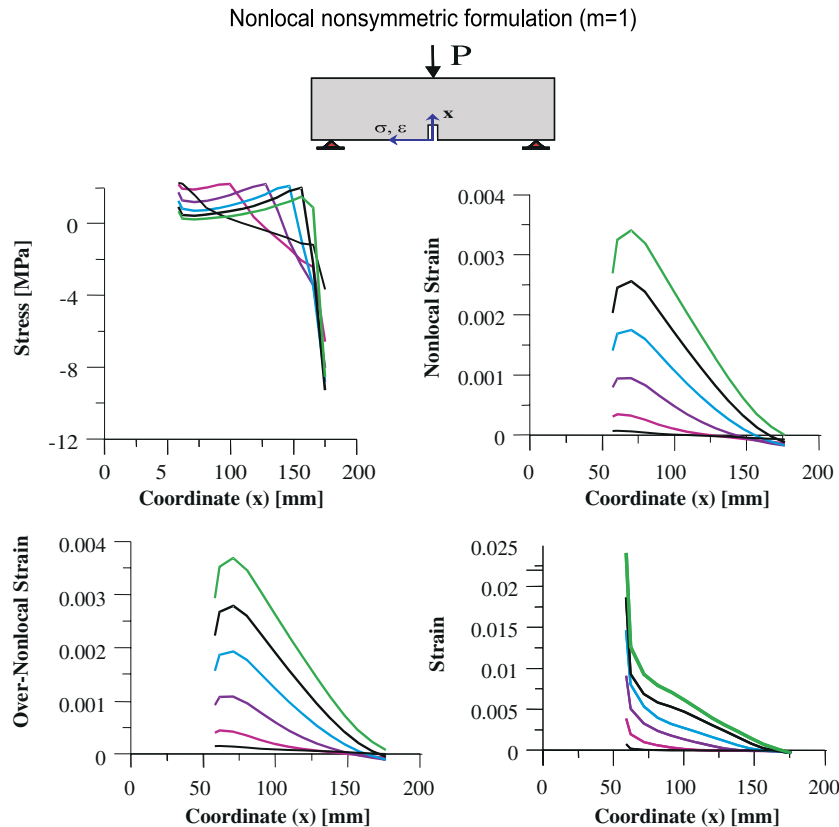 Nonlocal nonsymmetric formulation (m=1)
P
x
σ, ε
Stress [MPa]
0
-4
-8
-12
0 50 100 150 200
Coordinate (x) [mm]
Nonlocal Strain
0.004
0.003
0.002
0.001
0
0 50 100 150 200
Coordinate (x) [mm]
Over-Nonlocal Strain
0.004
0.003
0.002
0.001
0
0 50 100 150 200
Coordinate (x) [mm]
Strain
0.025
0.02
0.015
0.01
0.005
0
0 50 100 150 200
Coordinate (x) [mm]